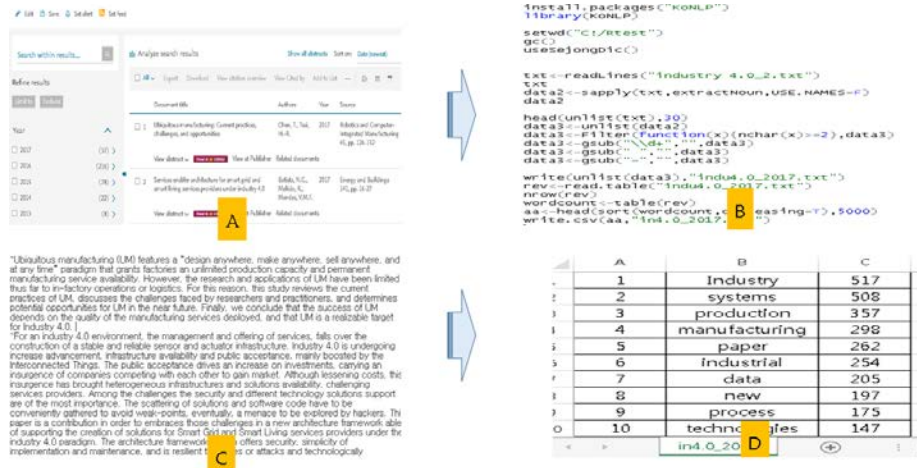 Edit Save Set alert Set feed
Search within results...
Analyze search results Show all abstracts Sort on: Date (newest)
All Export Download View citation overview View Cited by Add to List
Refine results
Document title Authors Year Source
Year
2017
2016
2015
2014
2013
1 Ubiquitous manufacturing: Current practices, challenges, and opportunities
2017 Robotics and Computer-
Integrated Manufacturing
View abstract View at Publisher Related documents
2
2017 Energy and Buildings
View abstract View at Publisher Related documents
A
install.packages("KoNLP")
library(KoNLP)
setwd("C:/Rtest")
gc()
useSejongDic()
txt<-readLines("industry 4.0_2.txt")
txt
data2<-sapply(txt,extractNoun,USE.NAMES=F)
data2
head(unlist(txt),30)
data3<-unlist(data2)
data3<-Filter(function(x){nchar(x)>=2},data3)
data3<-gsub("\\d+","",data3)
data3<-gsub(" ","",data3)
data3<-gsub("-","",data3)
write(unlist(data3),"indu4.0_2017.txt")
rev<-read.table("indu4.0_2017.txt")
nrow(rev)
wordcount<-table(rev)
aa<-head(sort(wordcount, easing=T),5000)
write.csv(aa,"in4.0_2017.
B
"Ubiquitous manufacturing (UM) features a "design anywhere, make anywhere, sell anywhere, and
at any time" paradigm that grants factories an unlimited production capacity and permanent
manufacturing service availability. However, the research and applications of UM have been limited
thus far to in-factory operations or logistics. For this reason, this study reviews the current
practices of UM, discusses the challenges faced by researchers and practitioners, and determines
potential opportunities for UM in the near future. Finally, we conclude that the success of UM
depends on the quality of the manufacturing services deployed, and that UM is a realizable target
for Industry 4.0.
"For an industry 4.0 environment, the management and offering of services, falls over the
construction of a stable and reliable sensor and actuator infrastructure. Industry 4.0 is undergoing
increase advancement, infrastructure availability and public acceptance, mainly boosted by the
Interconnected Things. The public acceptance drives an increase on investments, carrying an
insurgence of companies competing with each other to gain market. Although lessening costs, this
insurgence has brought heterogeneous infrastructures and solutions availability, challenging
services providers. Among the challenges the security and different technology solutions support
are of the most importance. The scattering of solutions and software code have to be
conveniently gathered to avoid weak-points, eventually, a menace to be explored by hackers. Thi
paper is a contribution in order to embraces those challenges in a new architecture framework able
of supporting the creation of solutions for Smart Grid and Smart Living services providers under the
industry 4.0 paradigm. The architecture framework offers security, simplicity of
implementation and maintenance, and is resilient t es or attacks and technologically
C
A B C
1 Industry 517
2 systems 508
3 production 357
4 manufacturing 298
5 paper 262
6 industrial 254
7 data 205
8 new 197
9 process 175
10 technologies 147
in4.0_20
D